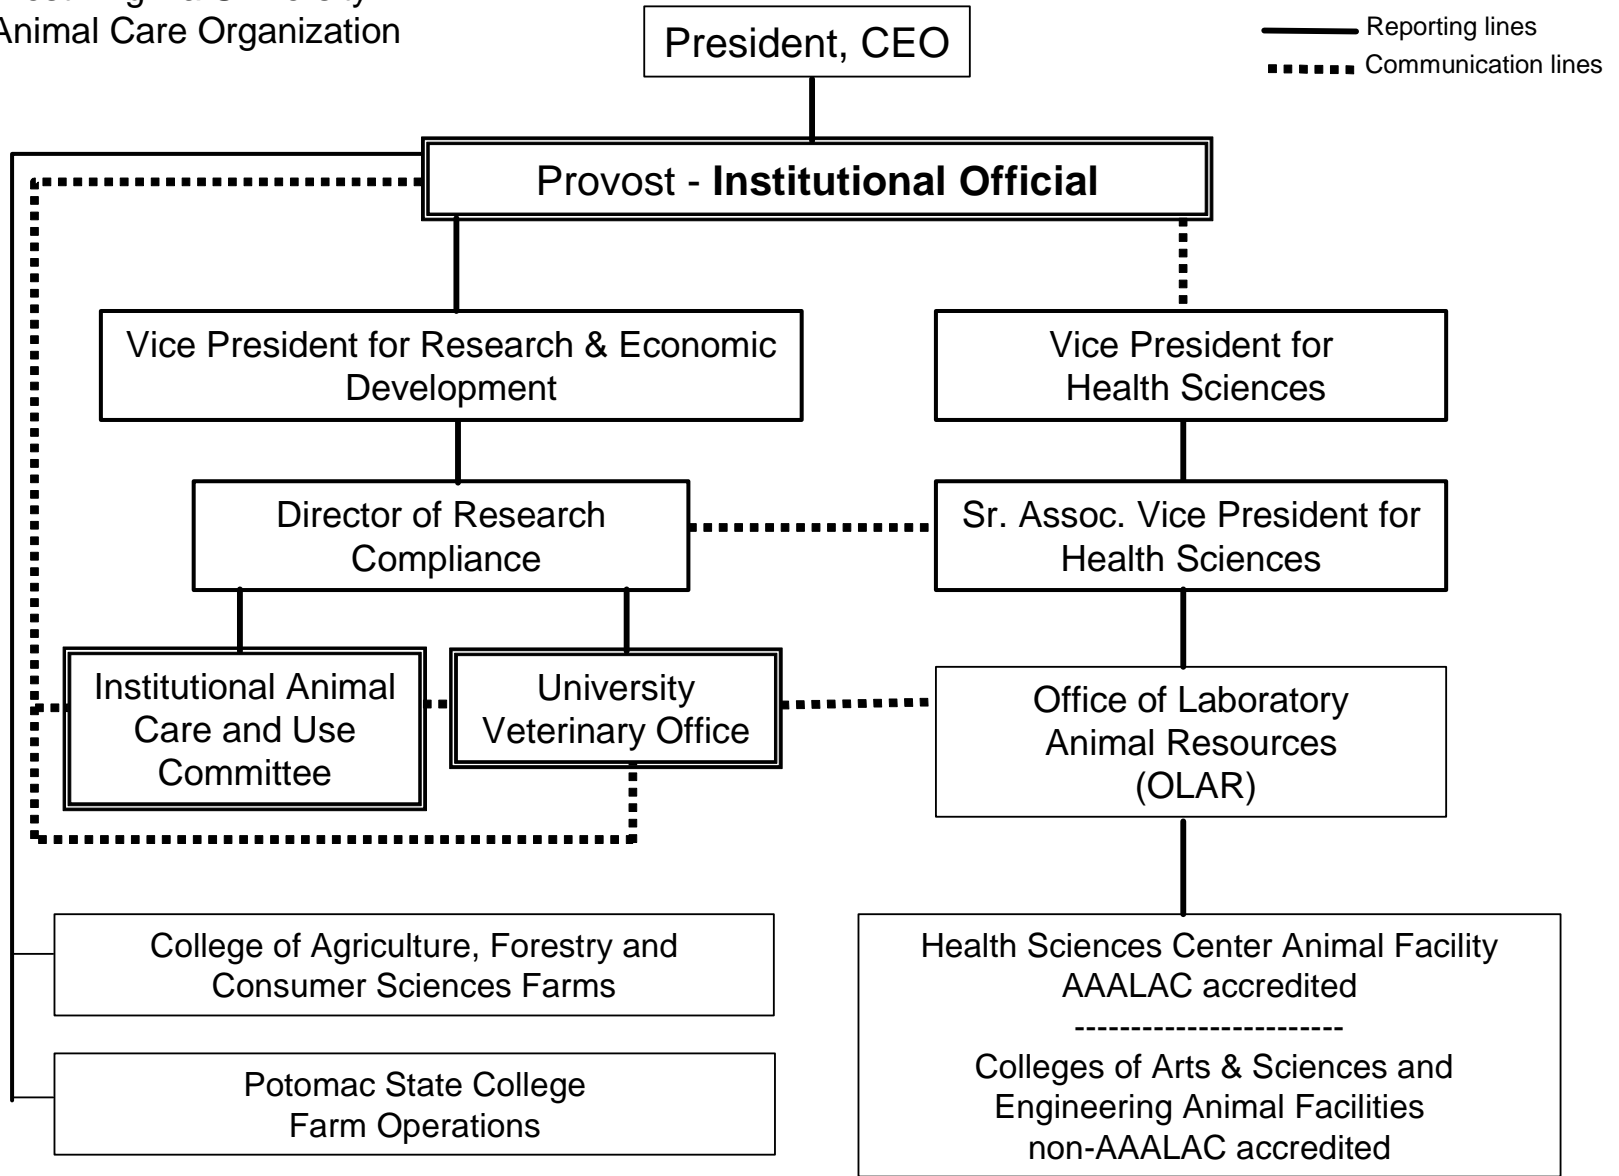 Animal Care Organization
President, CEO
Reporting lines
Communication lines
Provost - Institutional Official
Vice President for Research & Economic
Development
Vice President for
Health Sciences
Director of Research
Compliance
Sr. Assoc. Vice President for
Health Sciences
Institutional Animal
Care and Use
Committee
University
Veterinary Office
Office of Laboratory
Animal Resources
(OLAR)
College of Agriculture, Forestry and
Consumer Sciences Farms
Potomac State College
Farm Operations
Health Sciences Center Animal Facility
AAALAC accredited
------------------------
Colleges of Arts & Sciences and
Engineering Animal Facilities
non-AAALAC accredited